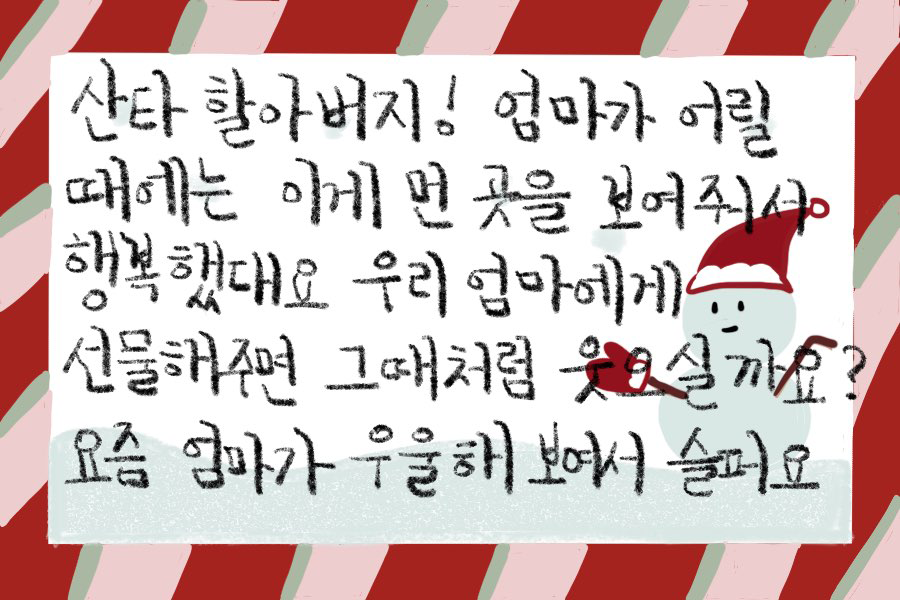 산타 할아버지! 엄마가 어릴
때에는 이게 먼 곳을 보여줘서
행복했대요 우리 엄마에게
선물해주면 그때처럼 웃으실까요?
요즘 엄마가 우울해 보여서 슬퍼요